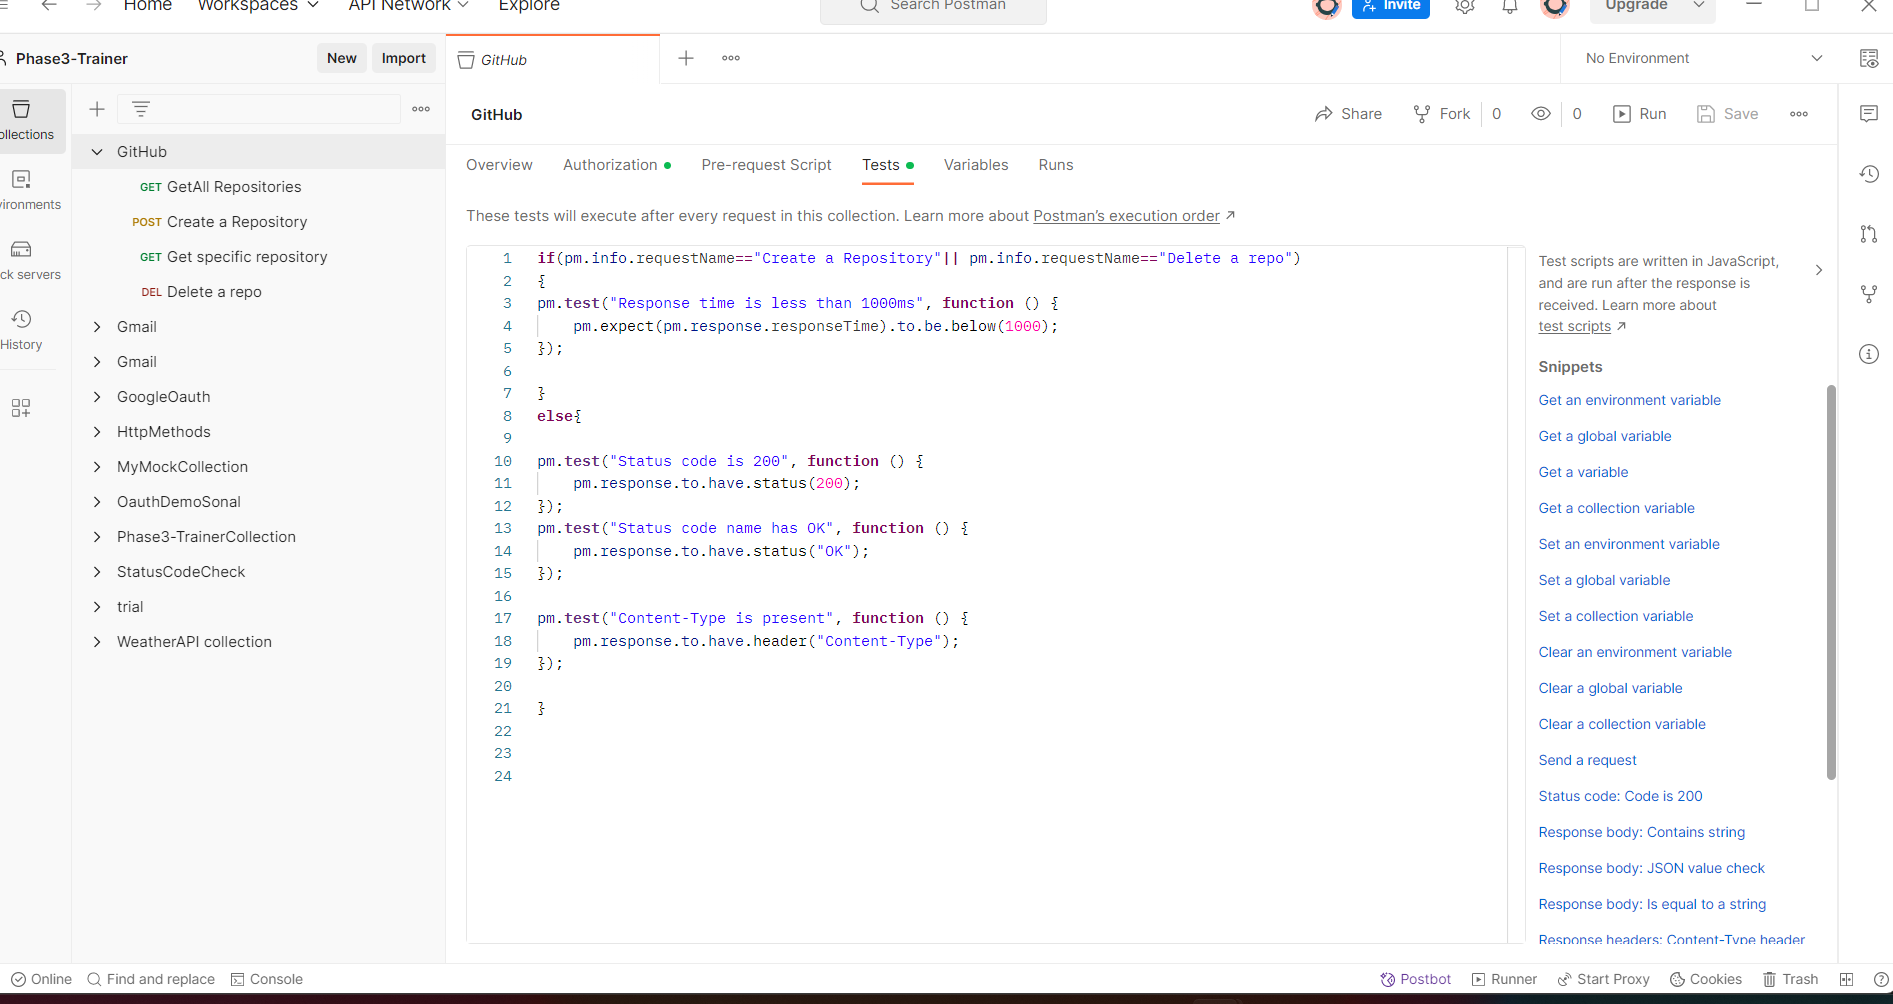 Home Workspaces API Network Explore Search Postman Invite Upgrade
Phase3-Trainer New Import GitHub No Environment
GitHub Share Fork 0 0 Run Save
ollections
ironments
ck servers
History
GitHub
GET GetAll Repositories
POST Create a Repository
GET Get specific repository
DEL Delete a repo
Gmail
Gmail
GoogleOauth
HttpMethods
MyMockCollection
OauthDemoSonal
Phase3-TrainerCollection
StatusCodeCheck
trial
WeatherAPI collection
Overview Authorization Pre-request Script Tests Variables Runs
These tests will execute after every request in this collection. Learn more about Postman's execution order ↗
1 if(pm.info.requestName=="Create a Repository"|| pm.info.requestName=="Delete a repo")
2 {
3 pm.test("Response time is less than 1000ms", function () {
4 pm.expect(pm.response.responseTime).to.be.below(1000);
5 });
6
7 }
8 else{
9
10 pm.test("Status code is 200", function () {
11 pm.response.to.have.status(200);
12 });
13 pm.test("Status code name has OK", function () {
14 pm.response.to.have.status("OK");
15 });
16
17 pm.test("Content-Type is present", function () {
18 pm.response.to.have.header("Content-Type");
19 });
20
21 }
22
23
24
Test scripts are written in JavaScript,
and are run after the response is
received. Learn more about
test scripts ↗
Snippets
Get an environment variable
Get a global variable
Get a variable
Get a collection variable
Set an environment variable
Set a global variable
Set a collection variable
Clear an environment variable
Clear a global variable
Clear a collection variable
Send a request
Status code: Code is 200
Response body: Contains string
Response body: JSON value check
Response body: Is equal to a string
Response headers: Content-Type header
Online Find and replace Console Postbot Runner Start Proxy Cookies Trash